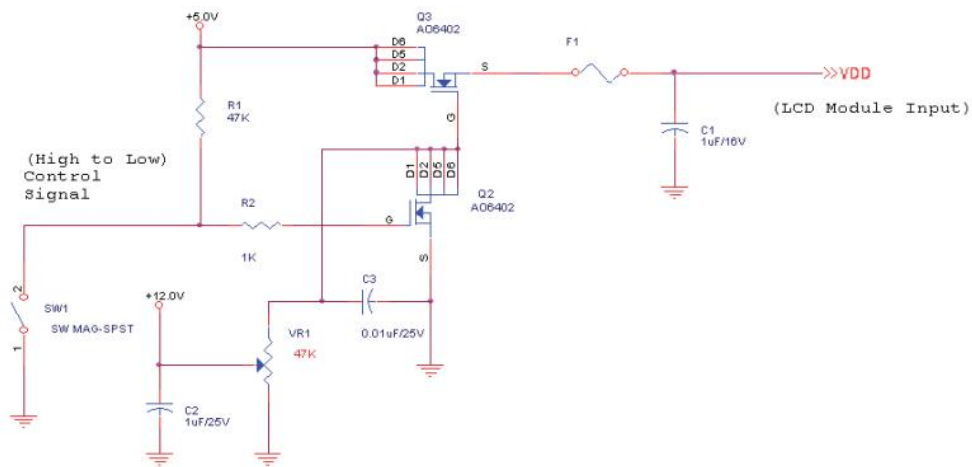 +5.0V
Q3
AO6402
D6
D5
D2
D1
S
G
F1
VDD
(LCD Module Input)
C1
1uF/16V
R1
47K
(High to Low)
Control
Signal
R2
1K
D1
D2
D5
D6
Q2
AO6402
G
S
C3
0.01uF/25V
+12.0V
VR1
47K
2
SW1
SW MAG-SPST
1
C2
1uF/25V